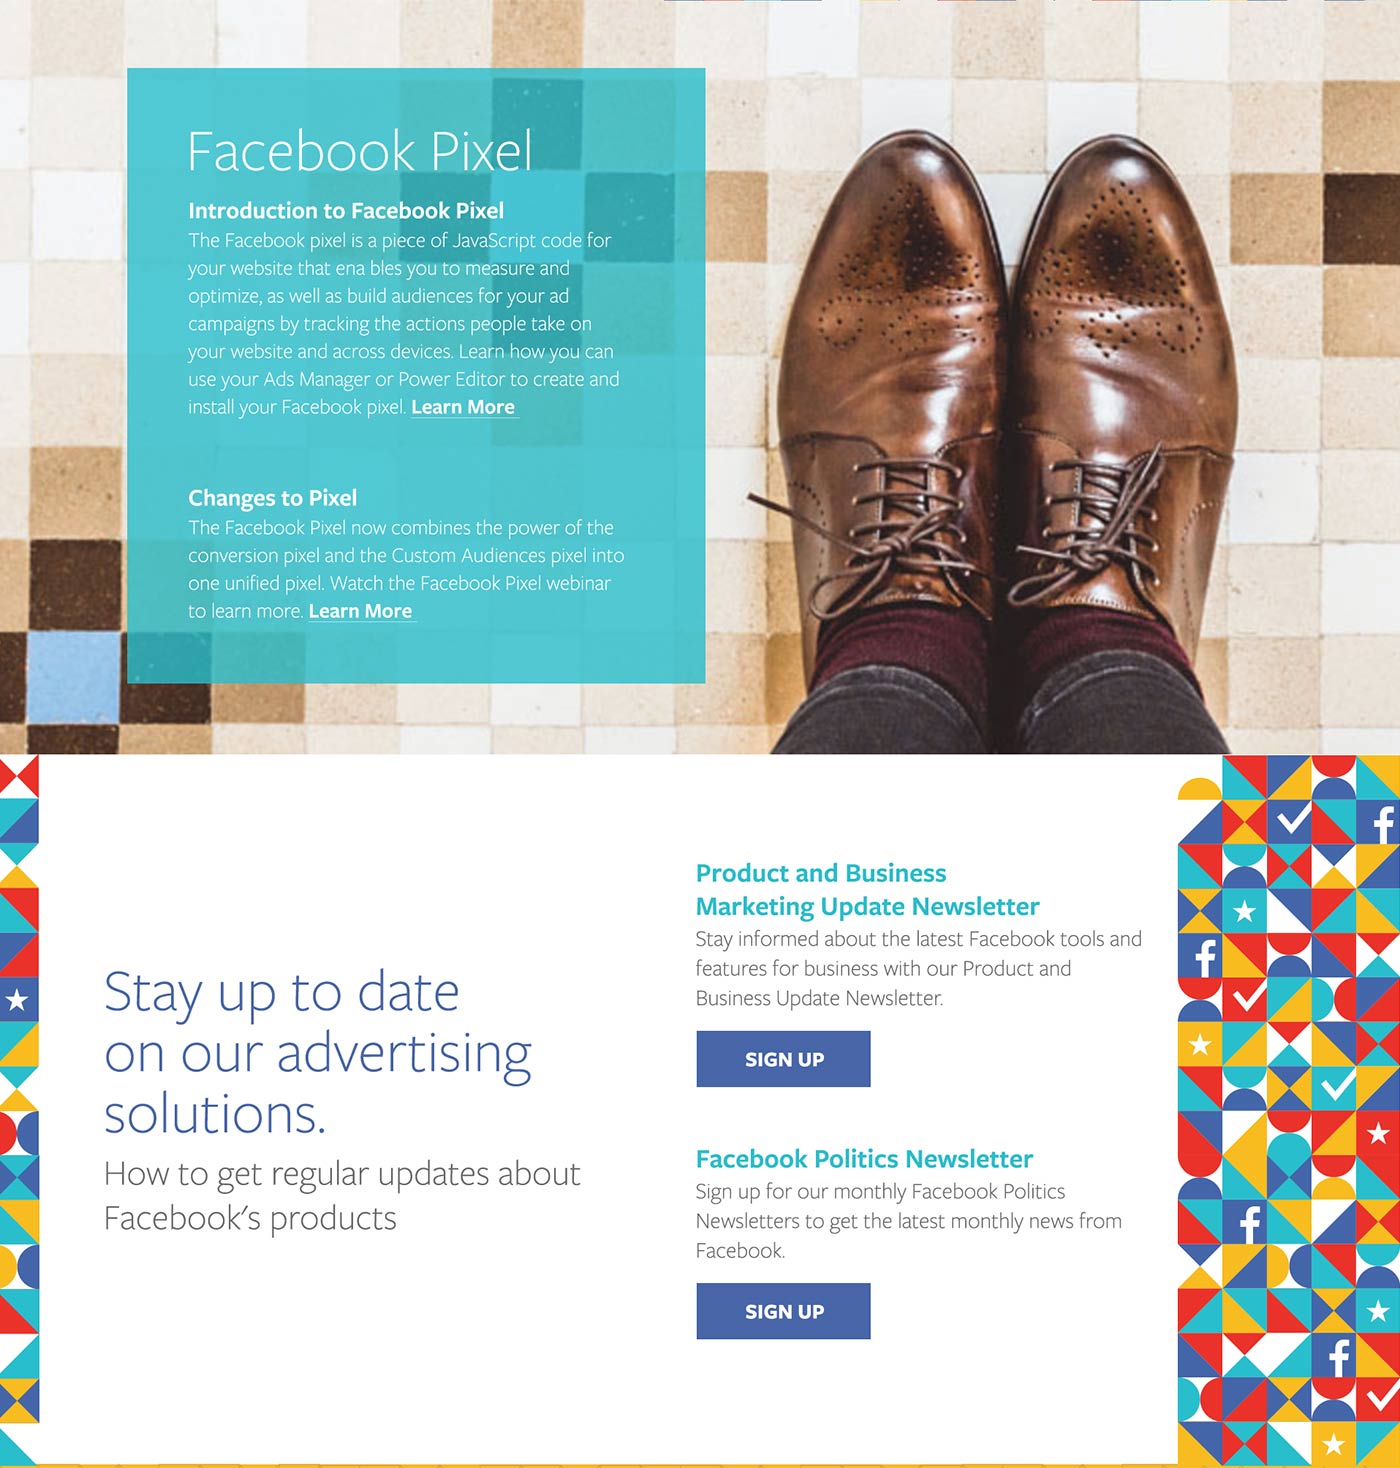 Facebook Pixel
Introduction to Facebook Pixel
The Facebook pixel is a piece of JavaScript code for
your website that ena bles you to measure and
optimize, as well as build audiences for your ad
campaigns by tracking the actions people take on
your website and across devices. Learn how you can
use your Ads Manager or Power Editor to create and
install your Facebook pixel. Learn More
Changes to Pixel
The Facebook Pixel now combines the power of the
conversion pixel and the Custom Audiences pixel into
one unified pixel. Watch the Facebook Pixel webinar
to learn more. Learn More
Stay up to date
on our advertising
solutions.
How to get regular updates about
Facebook's products
Product and Business
Marketing Update Newsletter
Stay informed about the latest Facebook tools and
features for business with our Product and
Business Update Newsletter.
SIGN UP
Facebook Politics Newsletter
Sign up for our monthly Facebook Politics
Newsletters to get the latest monthly news from
Facebook.
SIGN UP